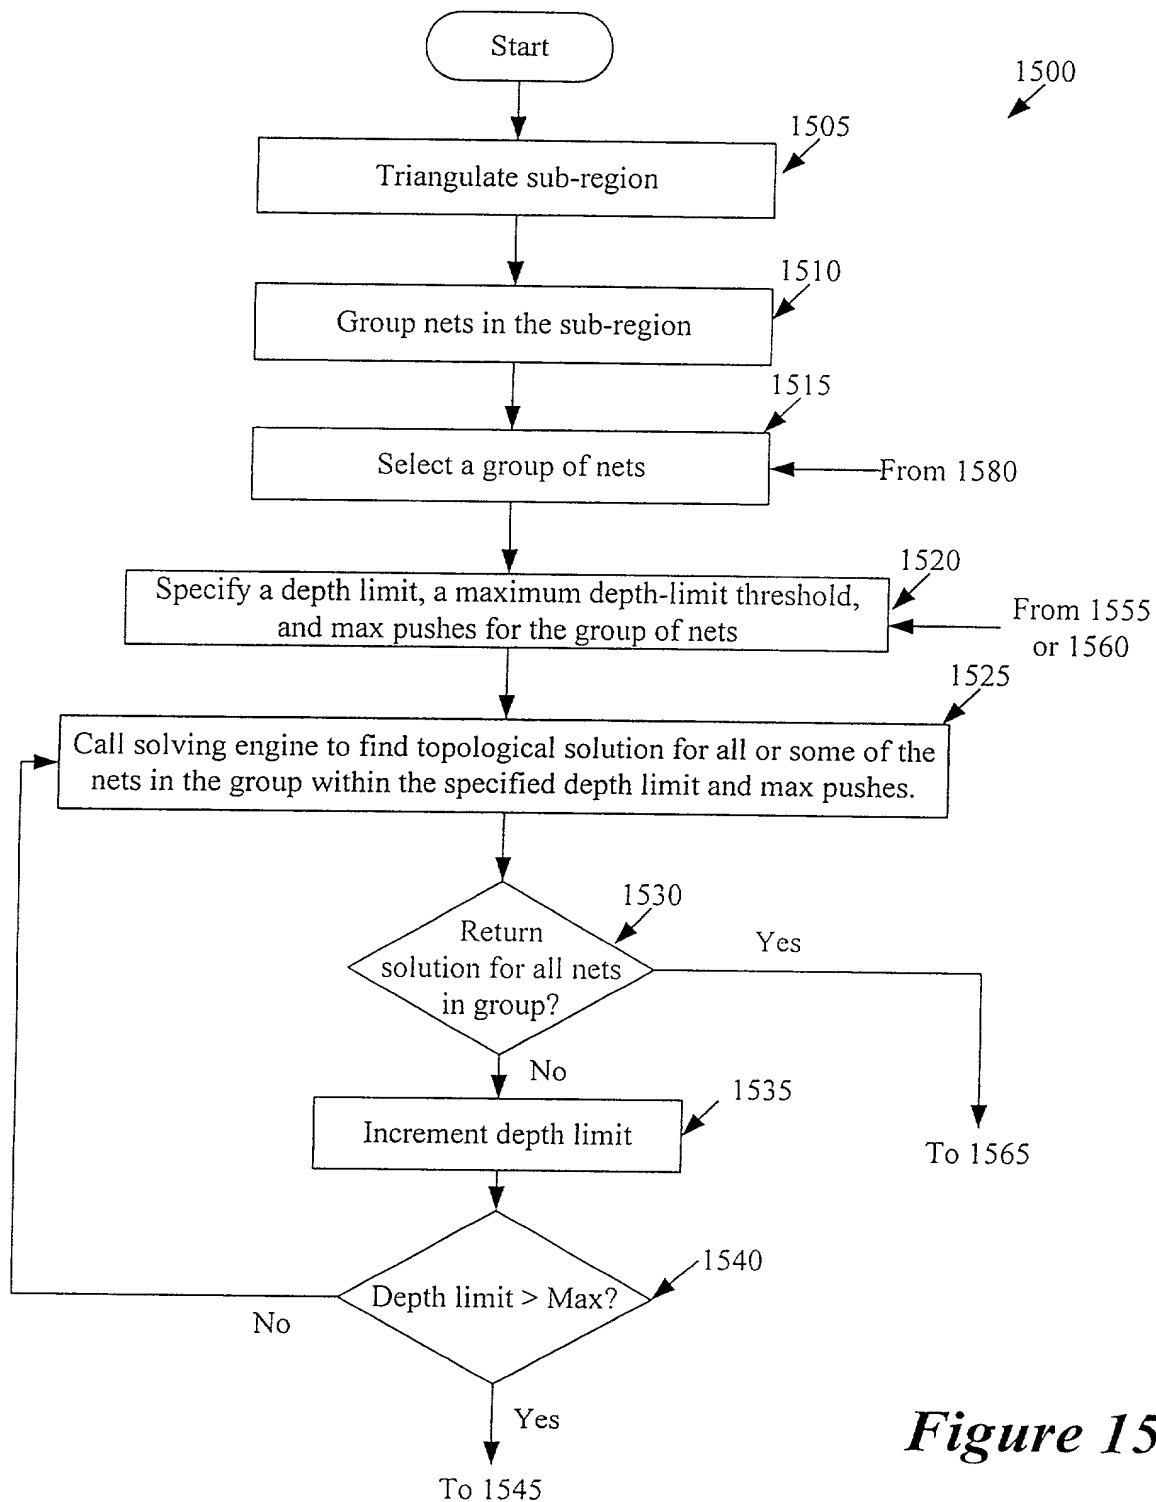 Start
1500
1505
Triangulate sub-region
1510
Group nets in the sub-region
1515
Select a group of nets
From 1580
1520
Specify a depth limit, a maximum depth-limit threshold,
and max pushes for the group of nets
From 1555
or 1560
1525
Call solving engine to find topological solution for all or some of the
nets in the group within the specified depth limit and max pushes.
1530
Return
solution for all nets
in group?
Yes
No
1535
Increment depth limit
To 1565
1540
Depth limit > Max?
No
Yes
To 1545
Figure 15